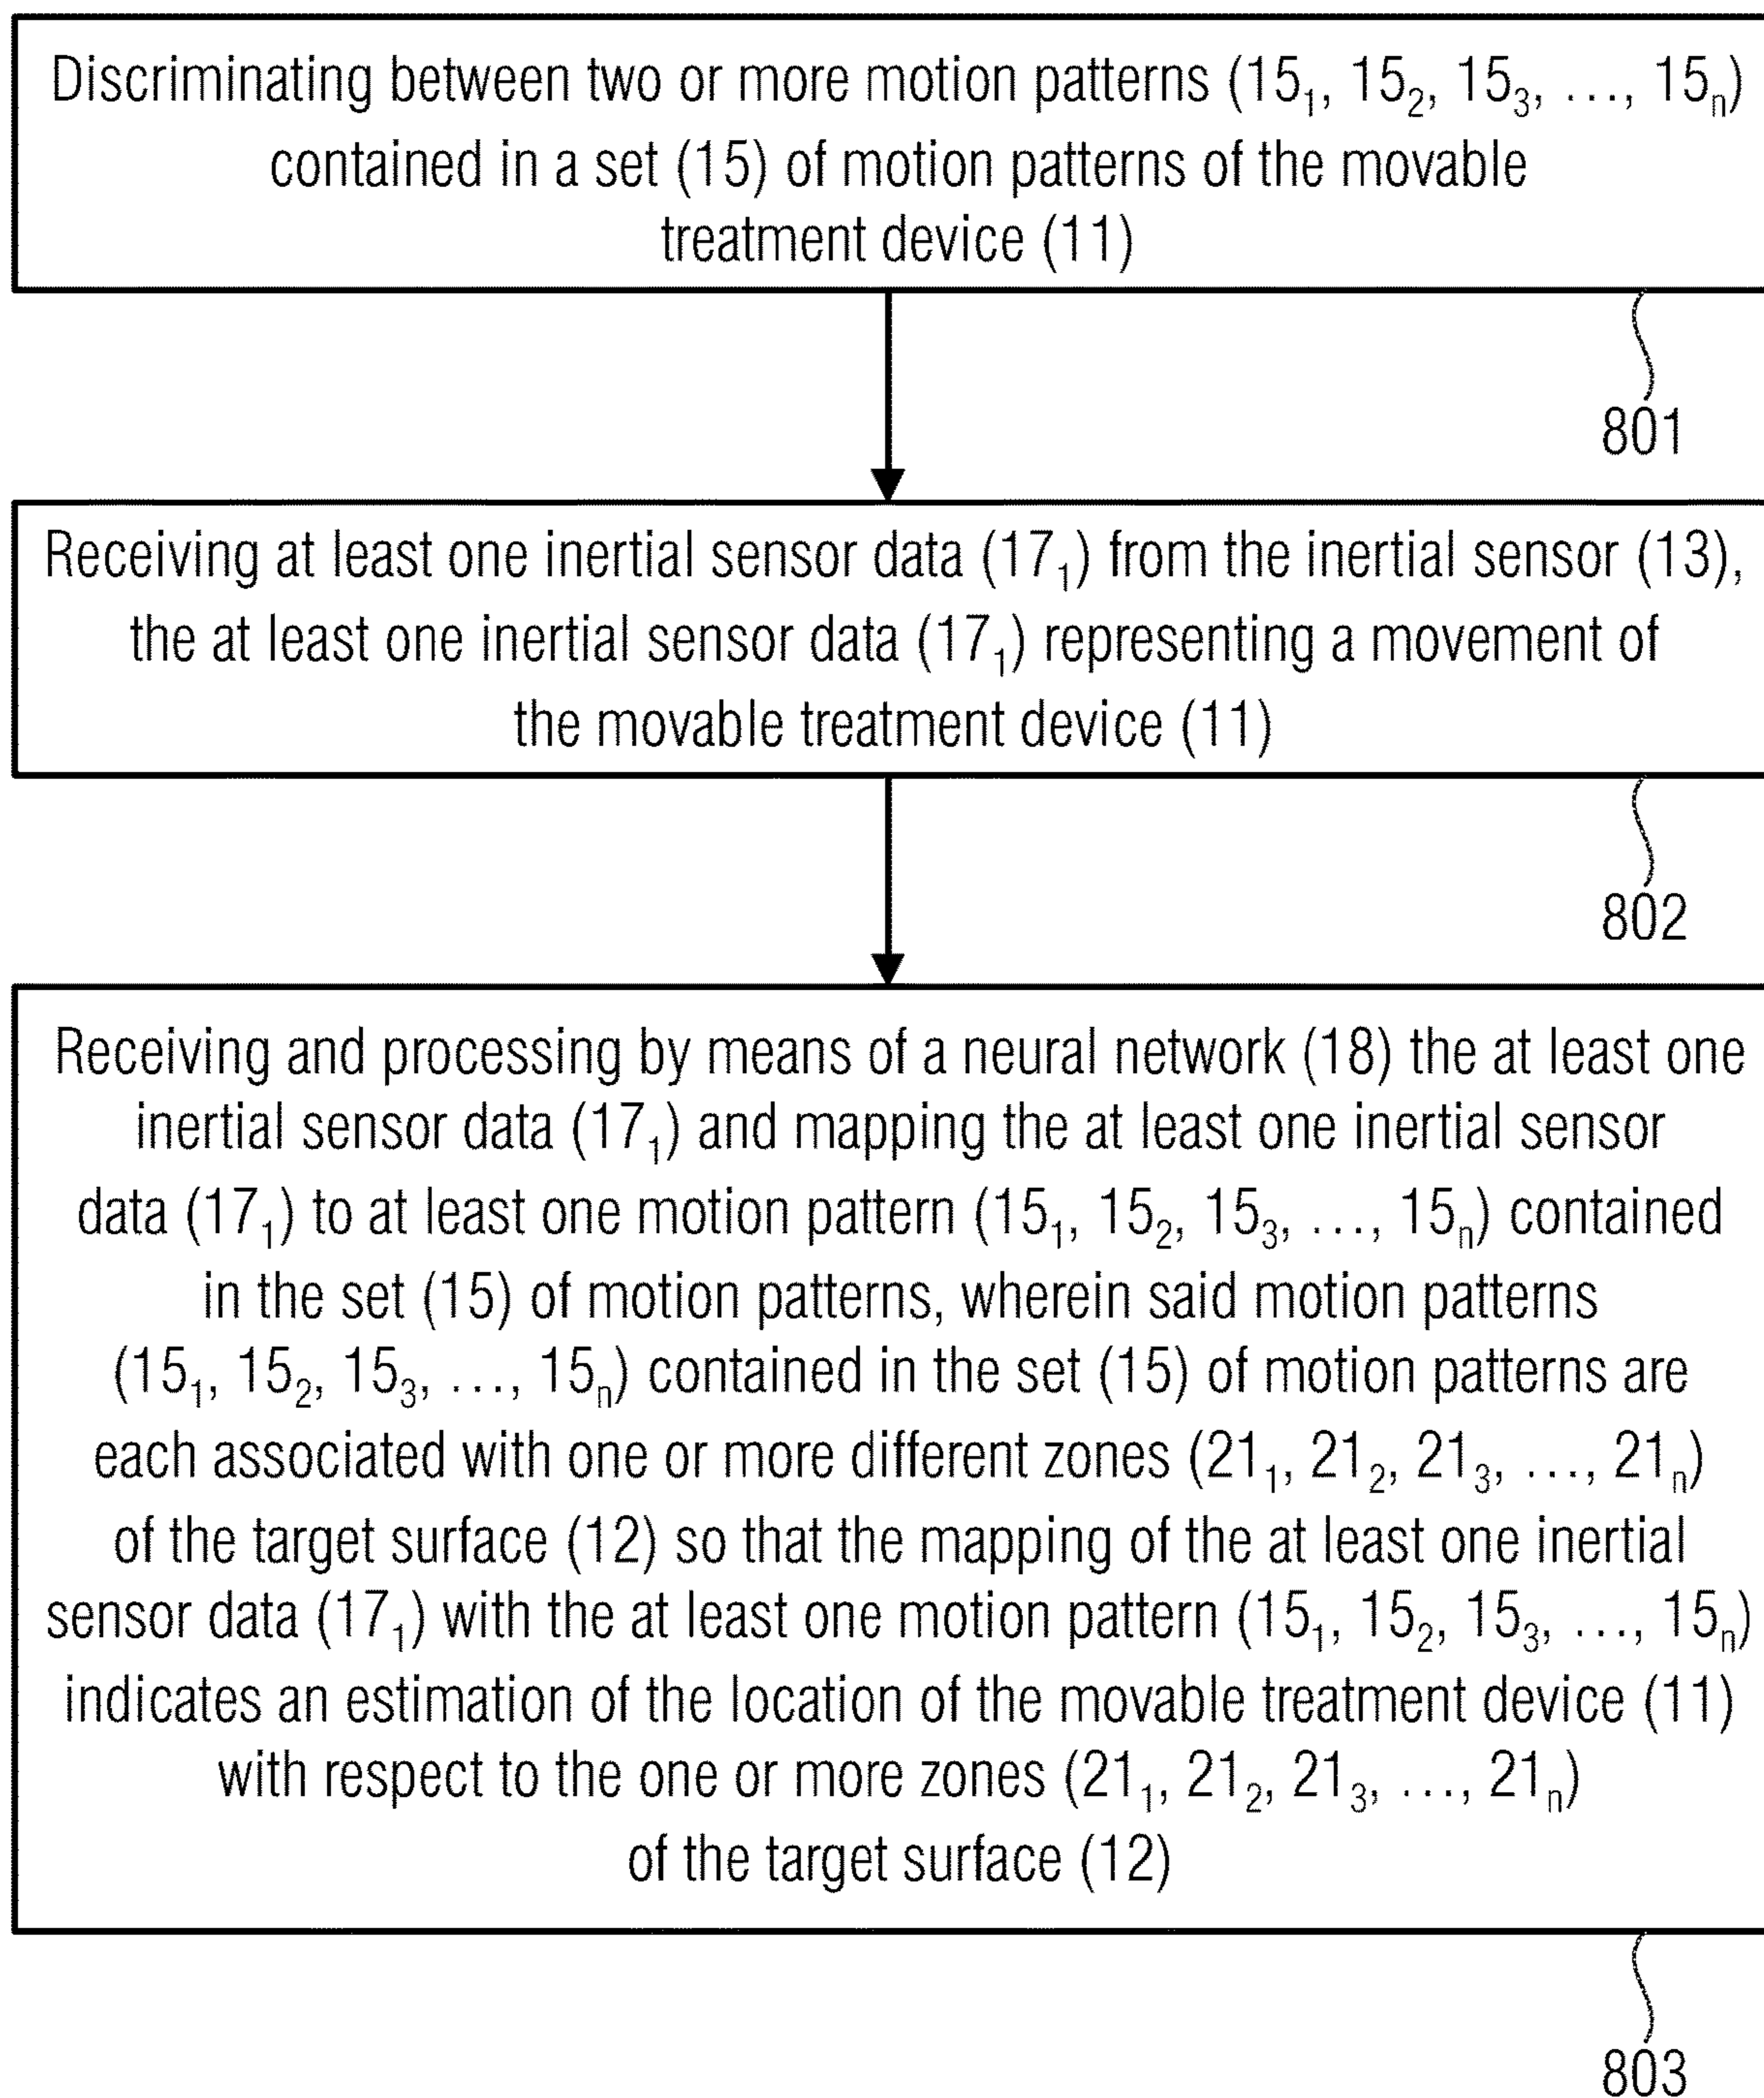 Discriminating between two or more motion patterns (15₁, 15₂, 15₃, ..., 15ₙ)
contained in a set (15) of motion patterns of the movable
treatment device (11)
801
Receiving at least one inertial sensor data (17₁) from the inertial sensor (13),
the at least one inertial sensor data (17₁) representing a movement of
the movable treatment device (11)
802
Receiving and processing by means of a neural network (18) the at least one
inertial sensor data (17₁) and mapping the at least one inertial sensor
data (17₁) to at least one motion pattern (15₁, 15₂, 15₃, ..., 15ₙ) contained
in the set (15) of motion patterns, wherein said motion patterns
(15₁, 15₂, 15₃, ..., 15ₙ) contained in the set (15) of motion patterns are
each associated with one or more different zones (21₁, 21₂, 21₃, ..., 21ₙ)
of the target surface (12) so that the mapping of the at least one inertial
sensor data (17₁) with the at least one motion pattern (15₁, 15₂, 15₃, ..., 15ₙ)
indicates an estimation of the location of the movable treatment device (11)
with respect to the one or more zones (21₁, 21₂, 21₃, ..., 21ₙ)
of the target surface (12)
803